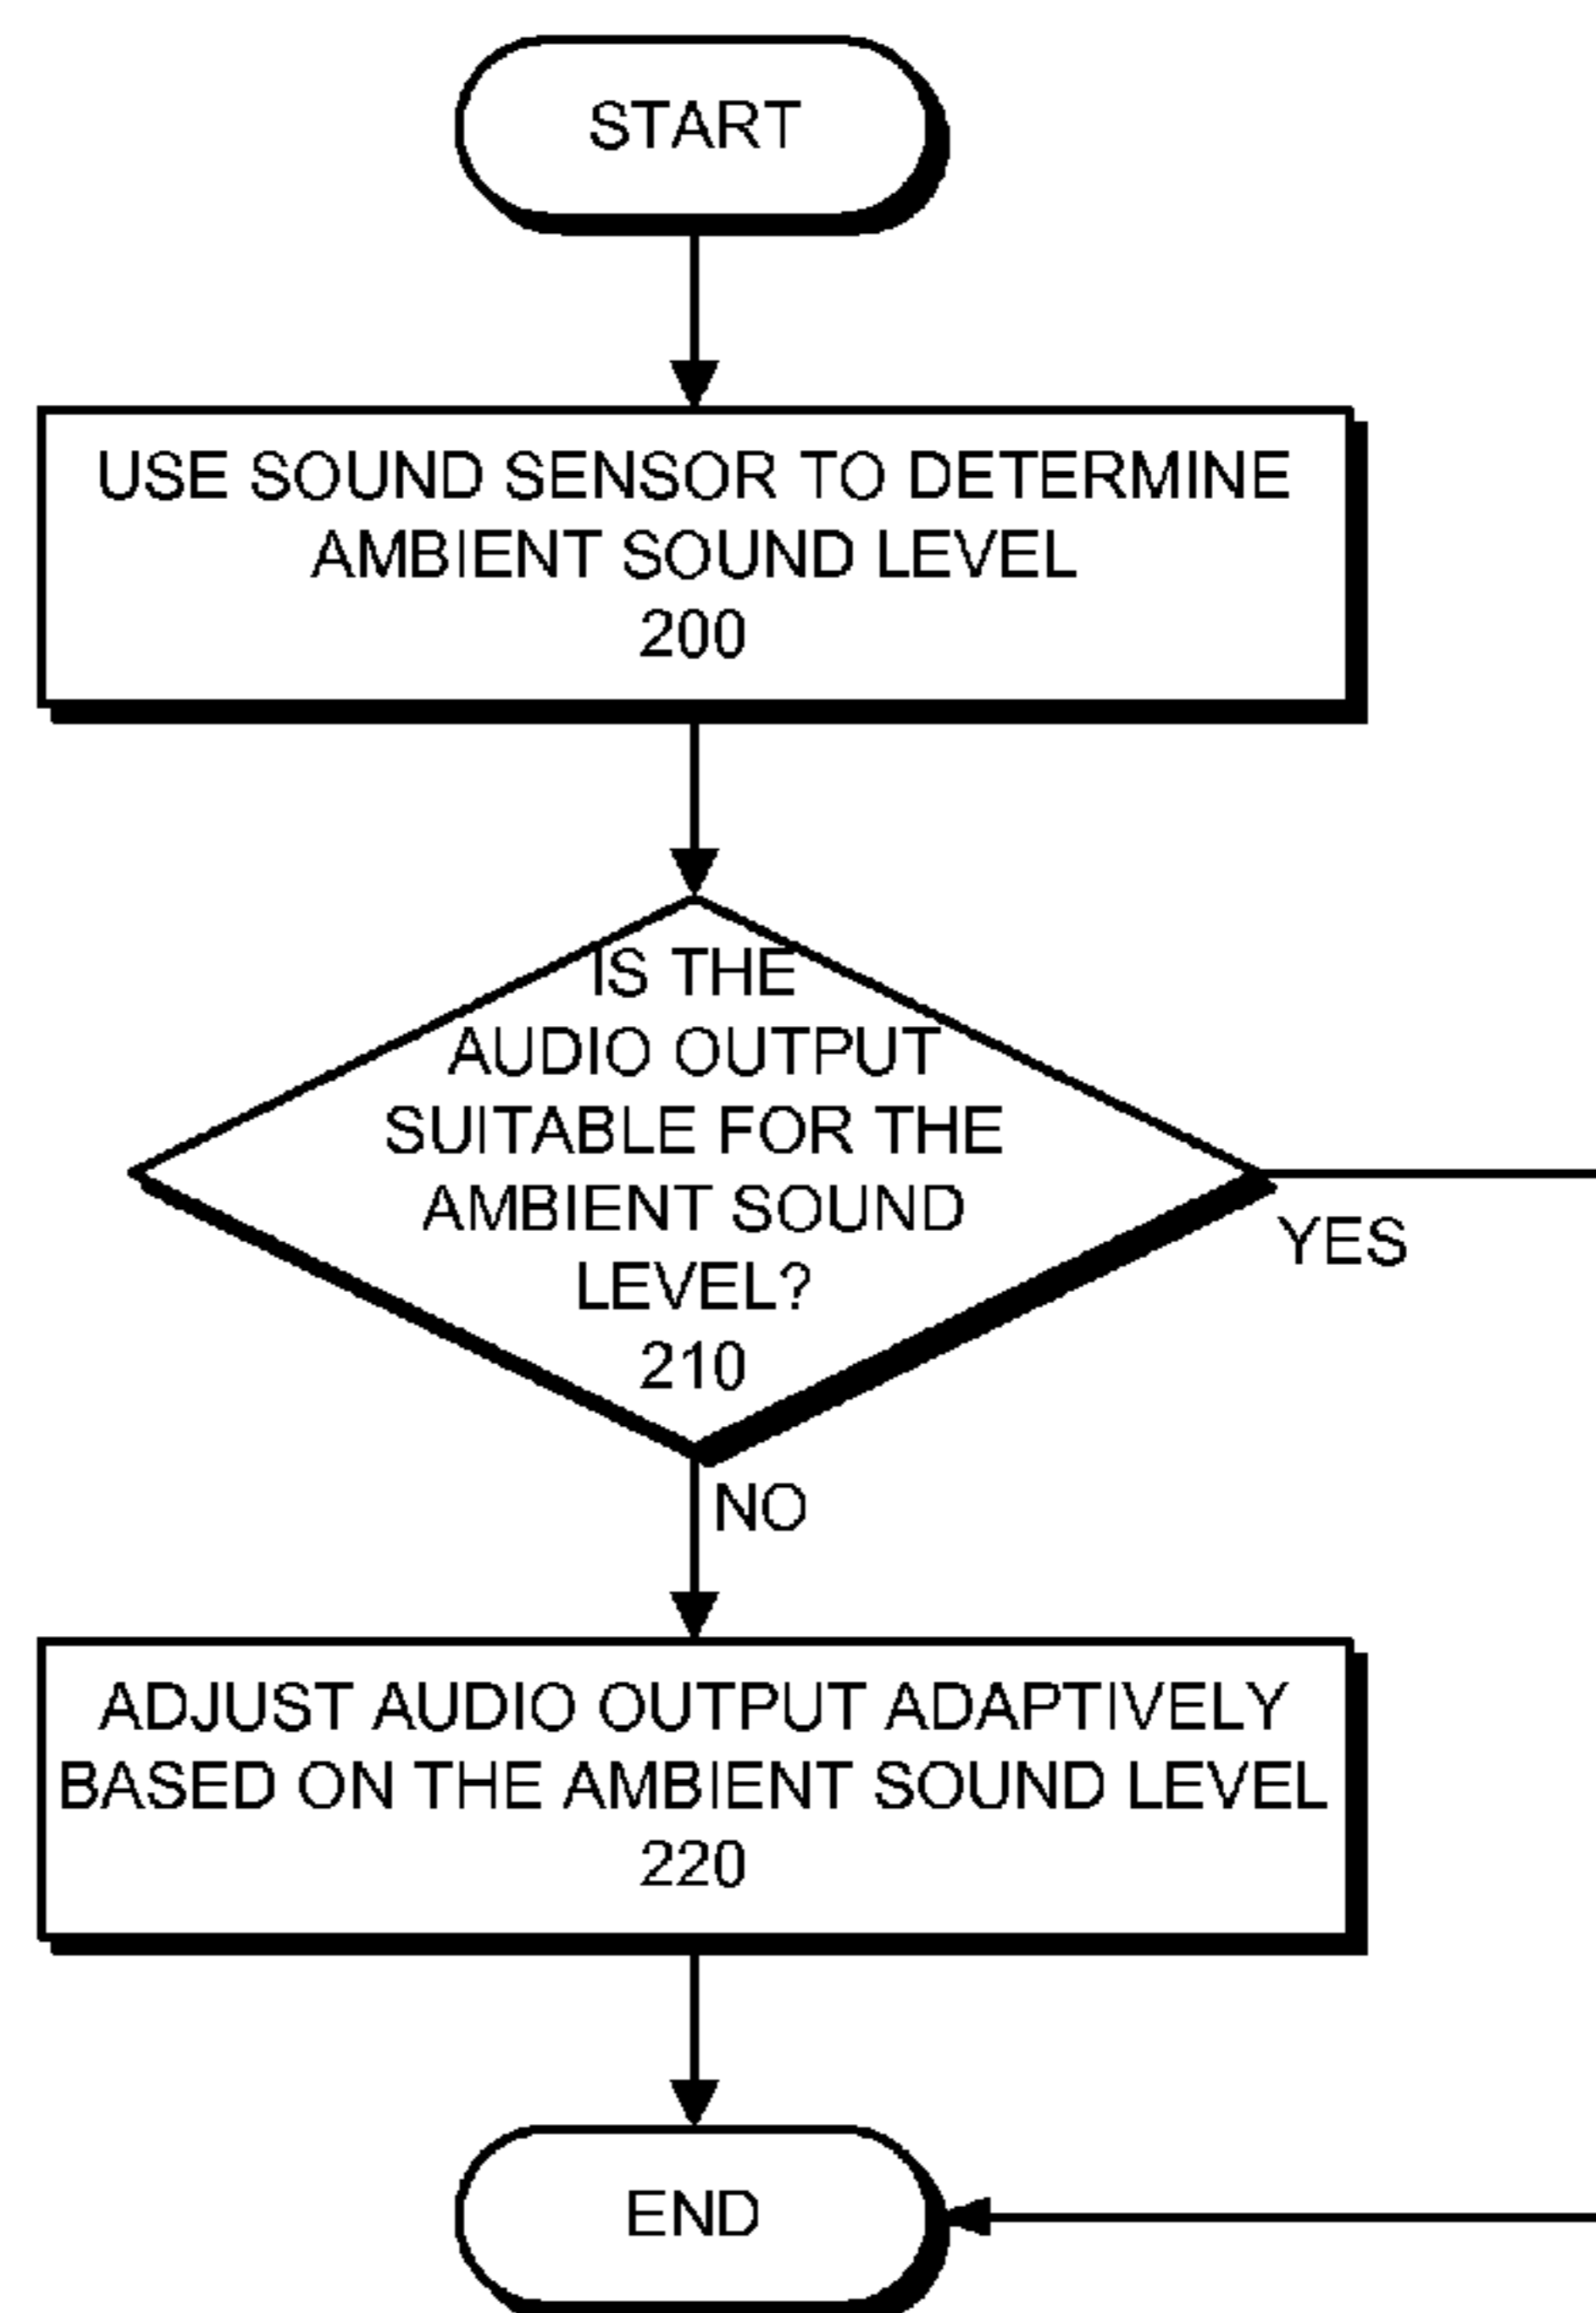 START
USE SOUND SENSOR TO DETERMINE
AMBIENT SOUND LEVEL
200
IS THE
AUDIO OUTPUT
SUITABLE FOR THE
AMBIENT SOUND
LEVEL?
210
YES
NO
ADJUST AUDIO OUTPUT ADAPTIVELY
BASED ON THE AMBIENT SOUND LEVEL
220
END